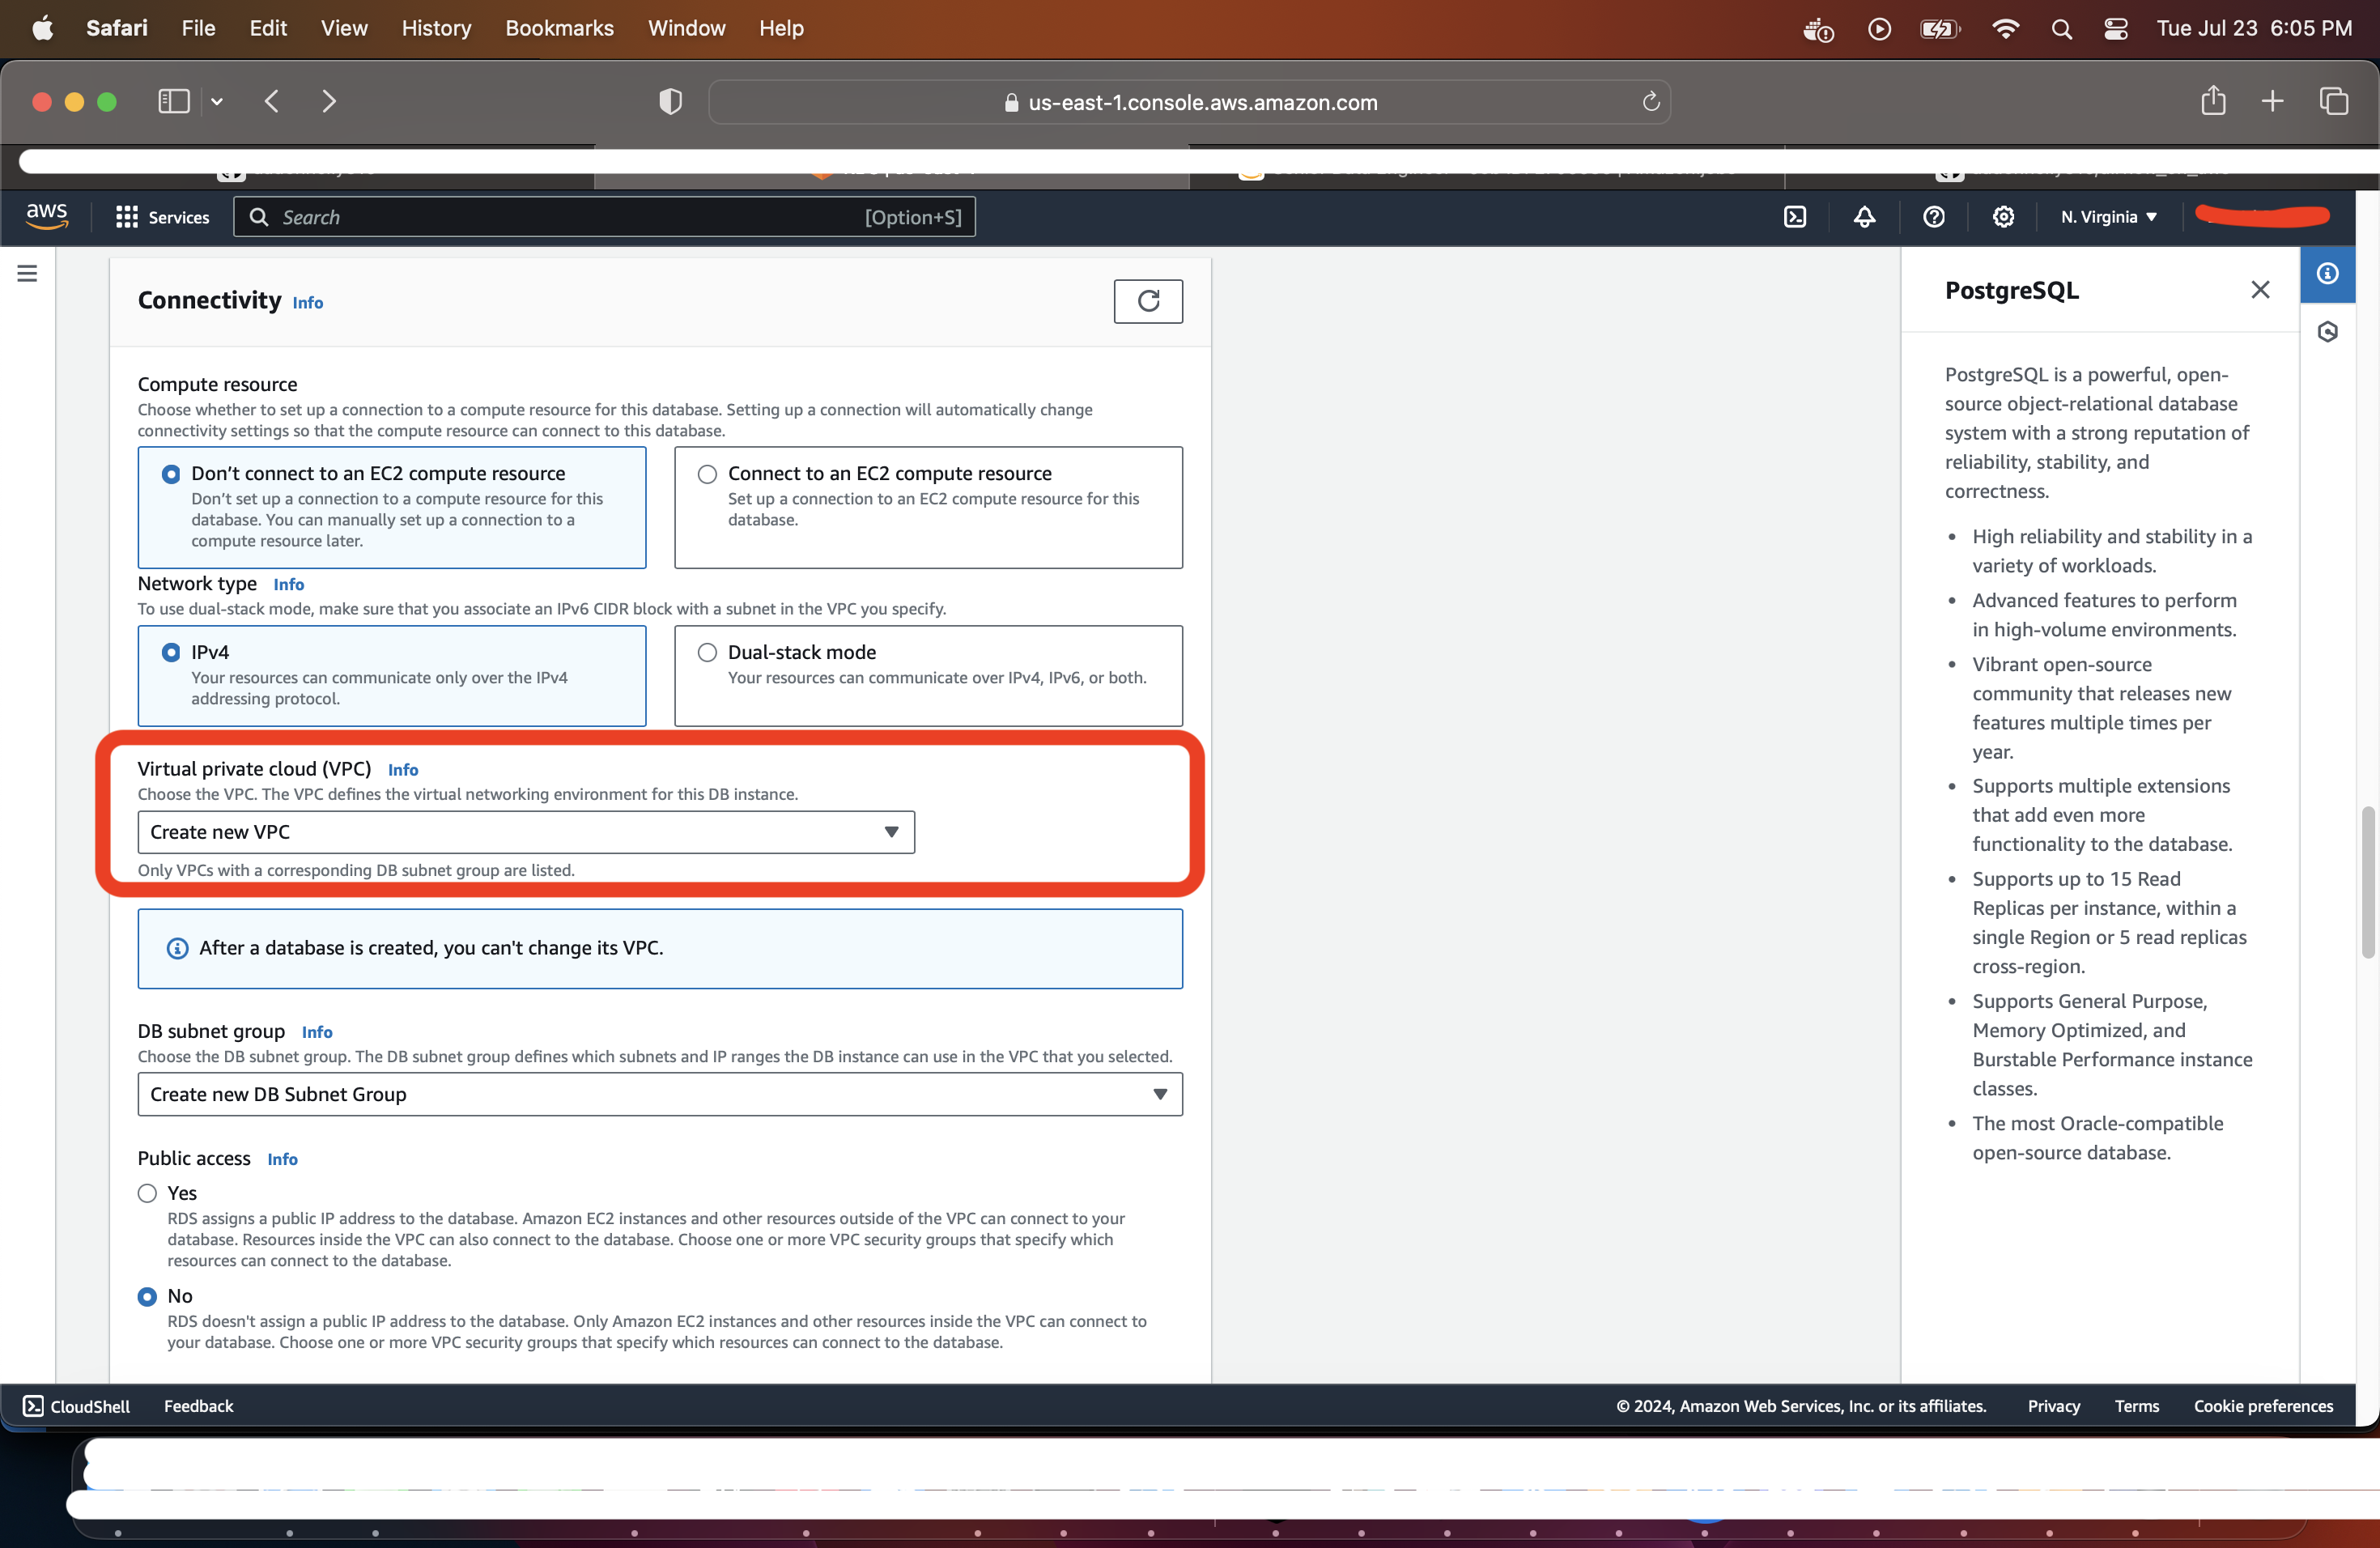 Safari File Edit View History Bookmarks Window Help Tue Jul 23 6:05 PM
us-east-1.console.aws.amazon.com
aws Services Search [Option+S] N. Virginia
Connectivity Info
Compute resource
Choose whether to set up a connection to a compute resource for this database. Setting up a connection will automatically change
connectivity settings so that the compute resource can connect to this database.
Don't connect to an EC2 compute resource
Don't set up a connection to a compute resource for this
database. You can manually set up a connection to a
compute resource later.
Connect to an EC2 compute resource
Set up a connection to an EC2 compute resource for this
database.
Network type Info
To use dual-stack mode, make sure that you associate an IPv6 CIDR block with a subnet in the VPC you specify.
IPv4
Your resources can communicate only over the IPv4
addressing protocol.
Dual-stack mode
Your resources can communicate over IPv4, IPv6, or both.
Virtual private cloud (VPC) Info
Choose the VPC. The VPC defines the virtual networking environment for this DB instance.
Create new VPC
Only VPCs with a corresponding DB subnet group are listed.
After a database is created, you can't change its VPC.
DB subnet group Info
Choose the DB subnet group. The DB subnet group defines which subnets and IP ranges the DB instance can use in the VPC that you selected.
Create new DB Subnet Group
Public access Info
Yes
RDS assigns a public IP address to the database. Amazon EC2 instances and other resources outside of the VPC can connect to your
database. Resources inside the VPC can also connect to the database. Choose one or more VPC security groups that specify which
resources can connect to the database.
No
RDS doesn't assign a public IP address to the database. Only Amazon EC2 instances and other resources inside the VPC can connect to
your database. Choose one or more VPC security groups that specify which resources can connect to the database.
PostgreSQL
PostgreSQL is a powerful, open-
source object-relational database
system with a strong reputation of
reliability, stability, and
correctness.
• High reliability and stability in a
variety of workloads.
• Advanced features to perform
in high-volume environments.
• Vibrant open-source
community that releases new
features multiple times per
year.
• Supports multiple extensions
that add even more
functionality to the database.
• Supports up to 15 Read
Replicas per instance, within a
single Region or 5 read replicas
cross-region.
• Supports General Purpose,
Memory Optimized, and
Burstable Performance instance
classes.
• The most Oracle-compatible
open-source database.
CloudShell Feedback © 2024, Amazon Web Services, Inc. or its affiliates. Privacy Terms Cookie preferences